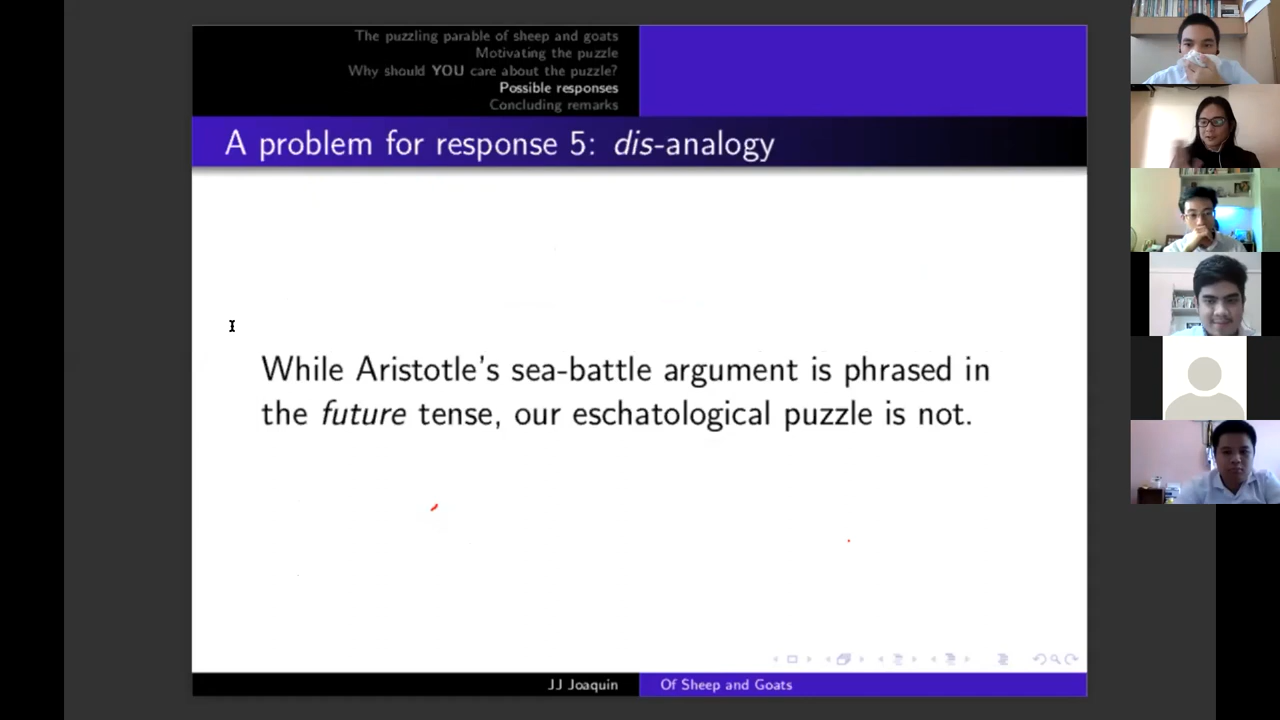 The puzzling parable of sheep and goats
Motivating the puzzle
Why should YOU care about the puzzle?
Possible responses
Concluding remarks
A problem for response 5: dis-analogy
While Aristotle's sea-battle argument is phrased in
the future tense, our eschatological puzzle is not.
JJ Joaquin
Of Sheep and Goats